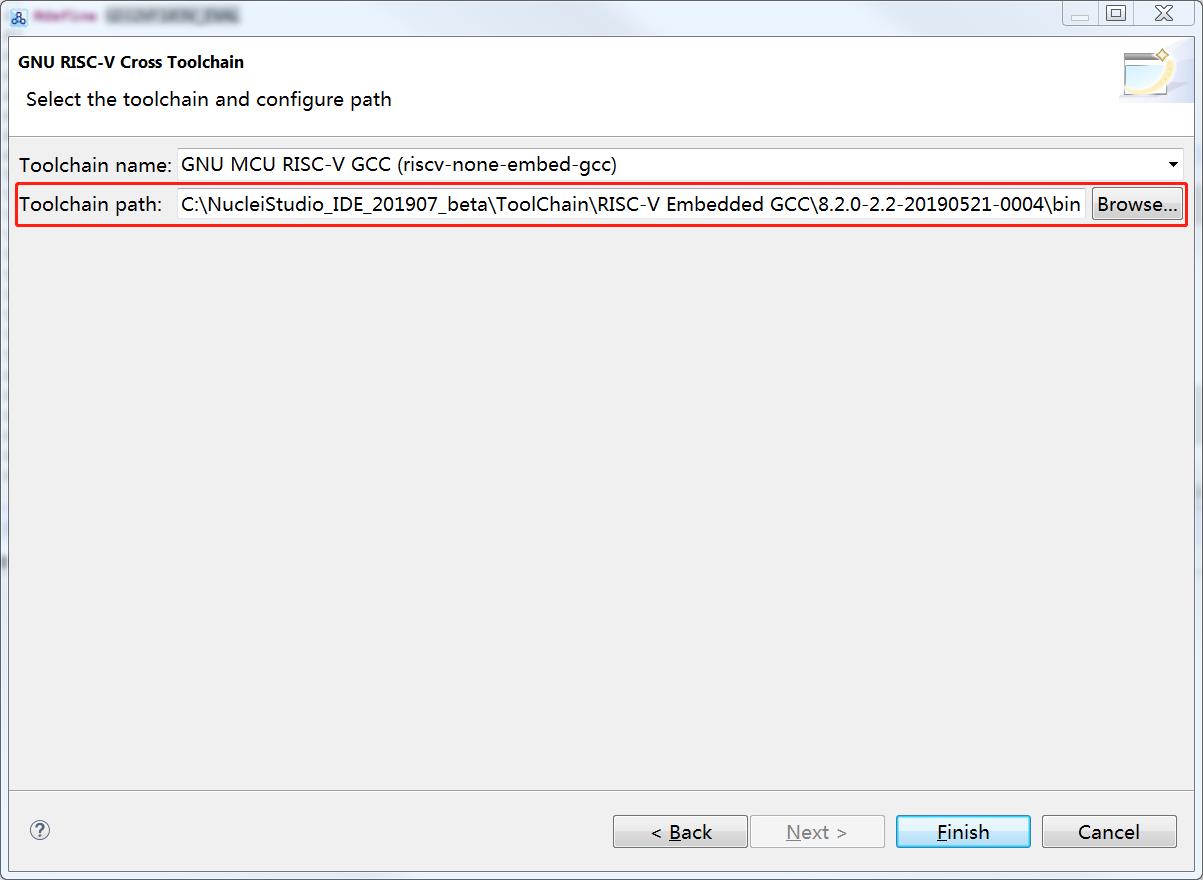 #define
GNU RISC-V Cross Toolchain
Select the toolchain and configure path
Toolchain name: GNU MCU RISC-V GCC (riscv-none-embed-gcc)
Toolchain path: C:\NucleiStudio_IDE_201907_beta\ToolChain\RISC-V Embedded GCC\8.2.0-2.2-20190521-0004\bin Browse...
< Back Next > Finish Cancel